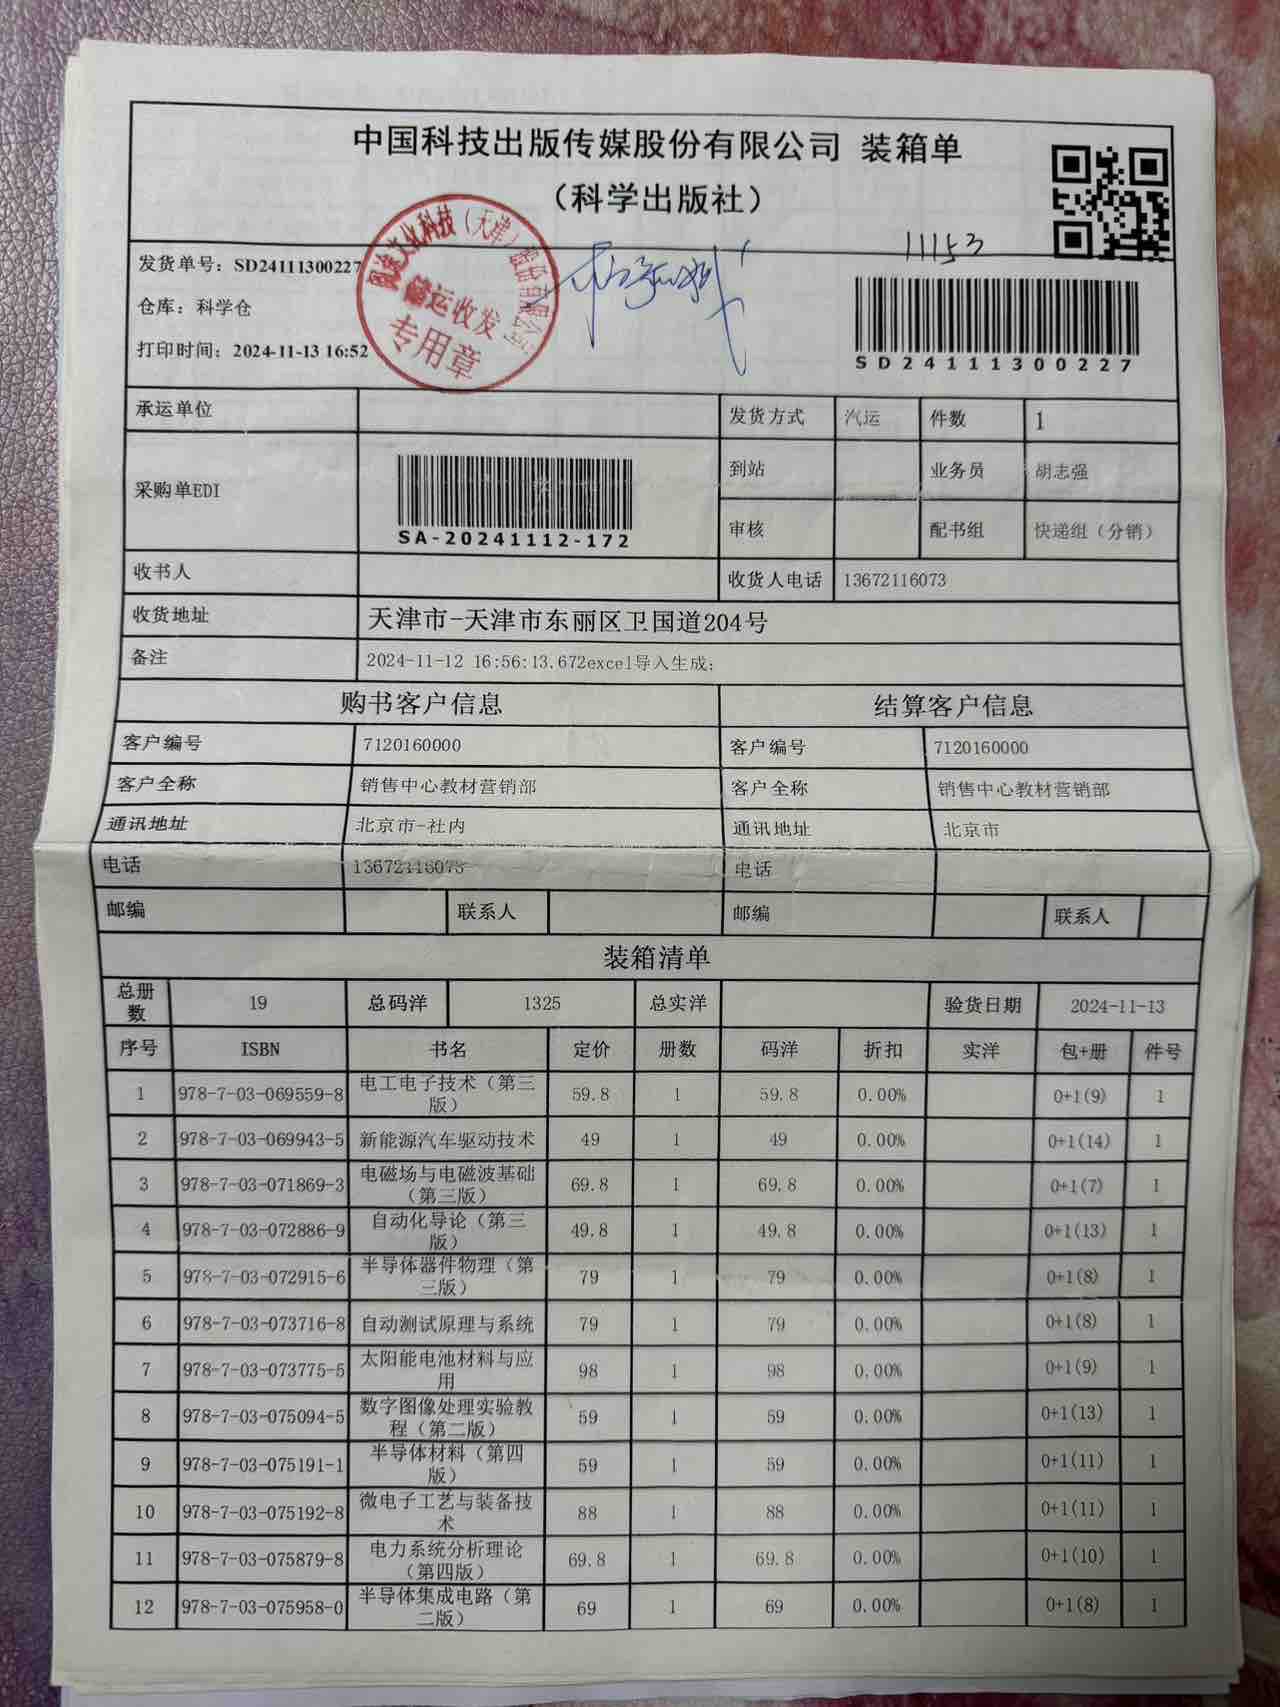 中国科技出版传媒股份有限公司 装箱单
（科学出版社）
11153
发货单号：SD24111300227
仓库：科学仓
打印时间：2024-11-13 16:52
文化科技（天津）股份有限公司
储运收发
专用章
SD24111300227
承运单位 发货方式 汽运 件数 1
采购单EDI 到站 业务员 胡志强
SA-20241112-172
审核 配书组 快递组（分销）
收书人 收货人电话 13672116073
收货地址 天津市-天津市东丽区卫国道204号
备注 2024-11-12 16:56:13.672excel导入生成;
购书客户信息 结算客户信息
客户编号 7120160000 客户编号 7120160000
客户全称 销售中心教材营销部 客户全称 销售中心教材营销部
通讯地址 北京市-社内 通讯地址 北京市
电话 13672116073 电话
邮编 联系人 邮编 联系人
装箱清单
总册数 19 总码洋 1325 总实洋 验货日期 2024-11-13
序号 ISBN 书名 定价 册数 码洋 折扣 实洋 包+册 件号
1 978-7-03-069559-8 电工电子技术（第三版） 59.8 1 59.8 0.00% 0+1(9) 1
2 978-7-03-069943-5 新能源汽车驱动技术 49 1 49 0.00% 0+1(14) 1
3 978-7-03-071869-3 电磁场与电磁波基础（第三版） 69.8 1 69.8 0.00% 0+1(7) 1
4 978-7-03-072886-9 自动化导论（第三版） 49.8 1 49.8 0.00% 0+1(13) 1
5 978-7-03-072915-6 半导体器件物理（第三版） 79 1 79 0.00% 0+1(8) 1
6 978-7-03-073716-8 自动测试原理与系统 79 1 79 0.00% 0+1(8) 1
7 978-7-03-073775-5 太阳能电池材料与应用 98 1 98 0.00% 0+1(9) 1
8 978-7-03-075094-5 数字图像处理实验教程（第二版） 59 1 59 0.00% 0+1(13) 1
9 978-7-03-075191-1 半导体材料（第四版） 59 1 59 0.00% 0+1(11) 1
10 978-7-03-075192-8 微电子工艺与装备技术 88 1 88 0.00% 0+1(11) 1
11 978-7-03-075879-8 电力系统分析理论（第四版） 69.8 1 69.8 0.00% 0+1(10) 1
12 978-7-03-075958-0 半导体集成电路（第二版） 69 1 69 0.00% 0+1(8) 1